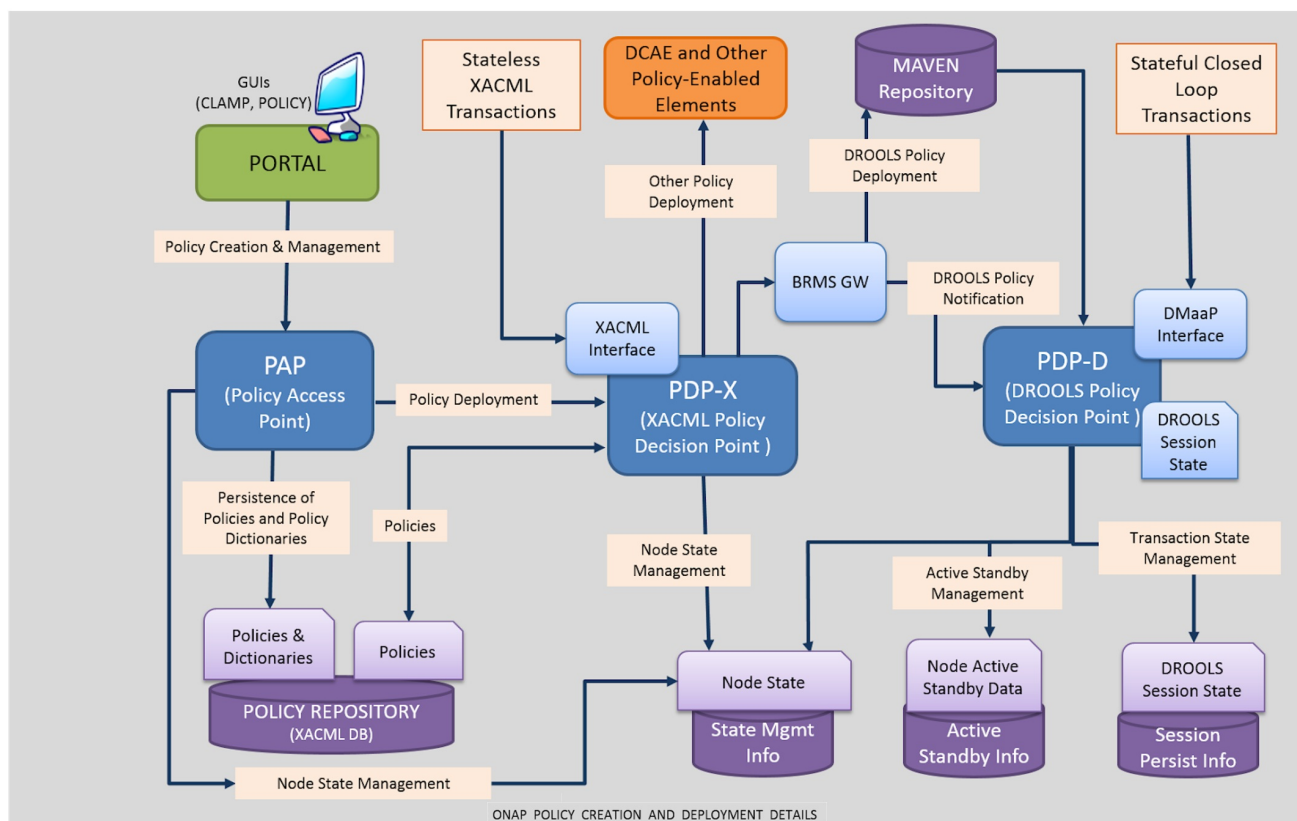 GUIs
(CLAMP, POLICY)
PORTAL
Stateless
XACML
Transactions
DCAE and Other
Policy-Enabled
Elements
MAVEN
Repository
Stateful Closed
Loop
Transactions
Policy Creation & Management
Other Policy
Deployment
DROOLS Policy
Deployment
BRMS GW
DROOLS Policy
Notification
XACML
Interface
DMaaP
Interface
PAP
(Policy Access
Point)
Policy Deployment
PDP-X
(XACML Policy
Decision Point )
PDP-D
(DROOLS Policy
Decision Point )
DROOLS
Session
State
Persistence of
Policies and Policy
Dictionaries
Policies
Node State
Management
Active Standby
Management
Transaction State
Management
Policies &
Dictionaries
Policies
POLICY REPOSITORY
(XACML DB)
Node State
State Mgmt
Info
Node Active
Standby Data
Active
Standby Info
DROOLS
Session State
Session
Persist Info
Node State Management
ONAP POLICY CREATION AND DEPLOYMENT DETAILS